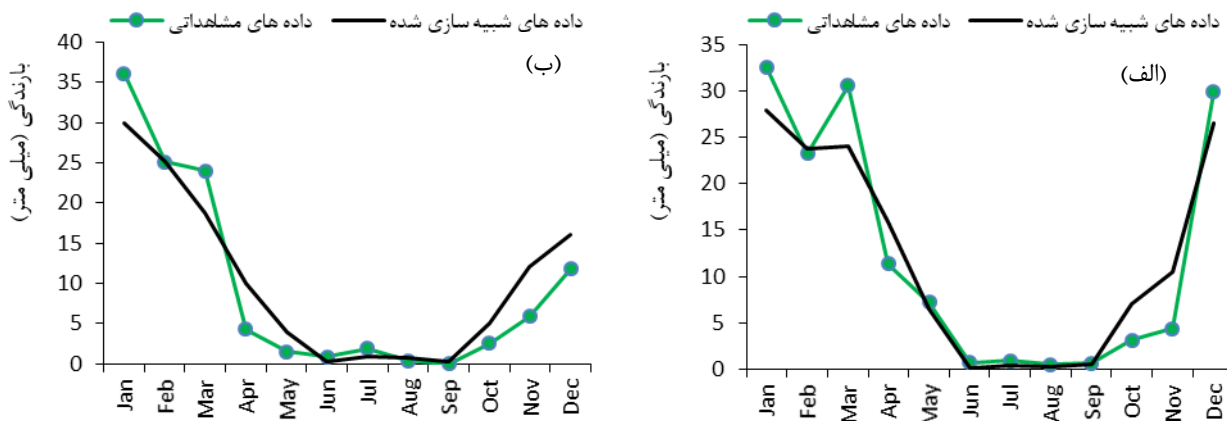 داده های شبیه سازی شده
داده های مشاهداتی
(الف)
بارندگی (میلی متر)
35
30
25
20
15
10
5
0
Jan
Feb
Mar
Apr
May
Jun
Jul
Aug
Sep
Oct
Nov
Dec
داده های شبیه سازی شده
داده های مشاهداتی
(ب)
بارندگی (میلی متر)
40
35
30
25
20
15
10
5
0
Jan
Feb
Mar
Apr
May
Jun
Jul
Aug
Sep
Oct
Nov
Dec